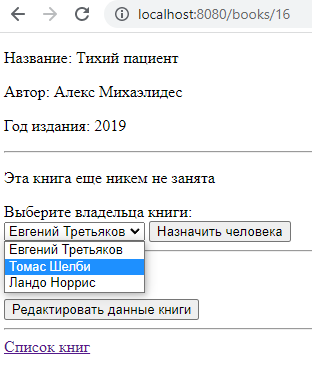 localhost:8080/books/16
Название: Тихий пациент
Автор: Алекс Михаэлидес
Год издания: 2019
Эта книга еще никем не занята
Выберите владельца книги:
Евгений Третьяков Назначить человека
Евгений Третьяков
Томас Шелби
Ландо Норрис
Редактировать данные книги
Список книг